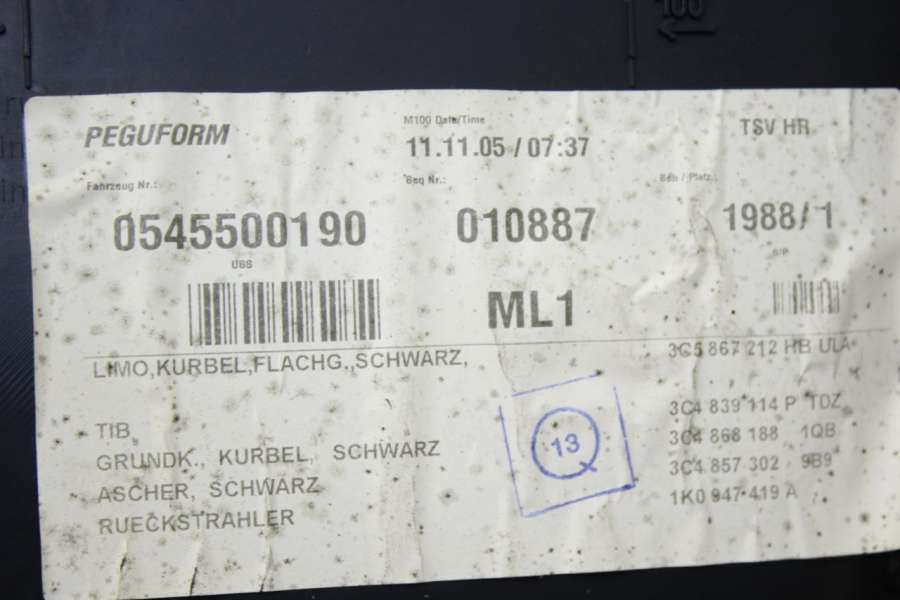 100
PEGUFORM
M100 Date/Time
11.11.05 / 07:37
TSV HR
Fahrzeug Nr.:
Seq Nr.:
0545500190
010887
1988/1
ML1
LIMO,KURBEL,FLACHG.,SCHWARZ,
3C5 867 212 HB ULA
TIB,
3C4 839 114 P TDZ
GRUNDK., KURBEL, SCHWARZ
3C4 868 188 1QB
ASCHER, SCHWARZ
3C4 857 302 9B9
RUECKSTRAHLER
1K0 947 419 A
13